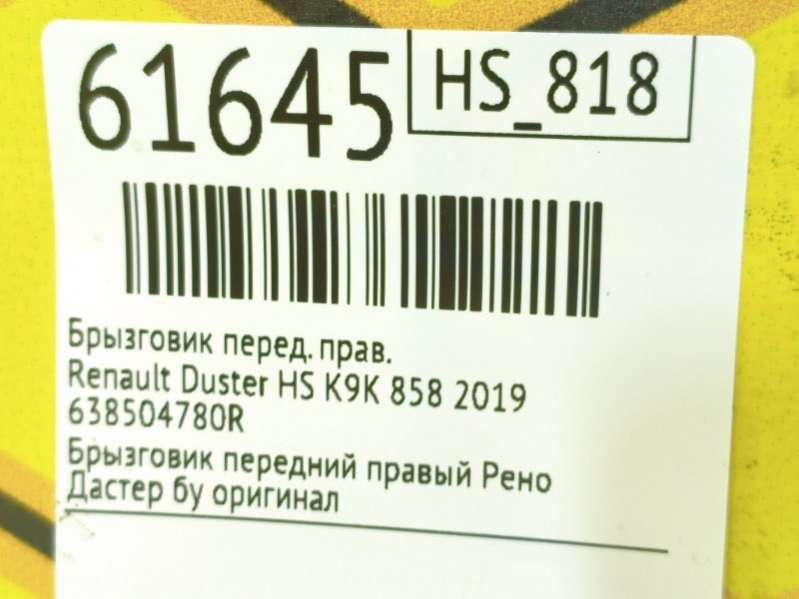 61645
HS_818
Брызговик перед. прав.
Renault Duster HS K9K 858 2019
638504780R
Брызговик передний правый Рено
Дастер бу оригинал